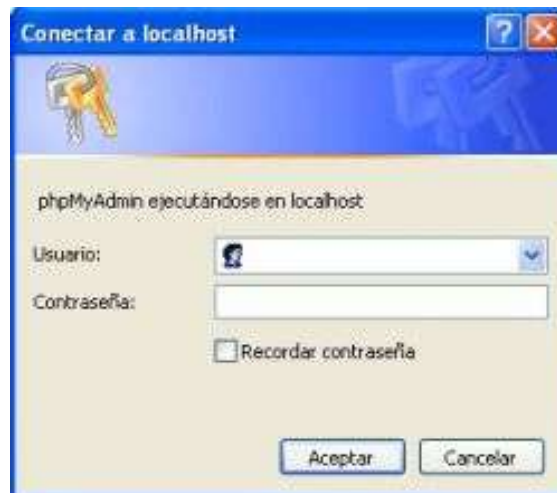 Conectar a localhost
phpMyAdmin ejecutándose en localhost
Usuario:
Contraseña:
Recordar contraseña
Aceptar Cancelar